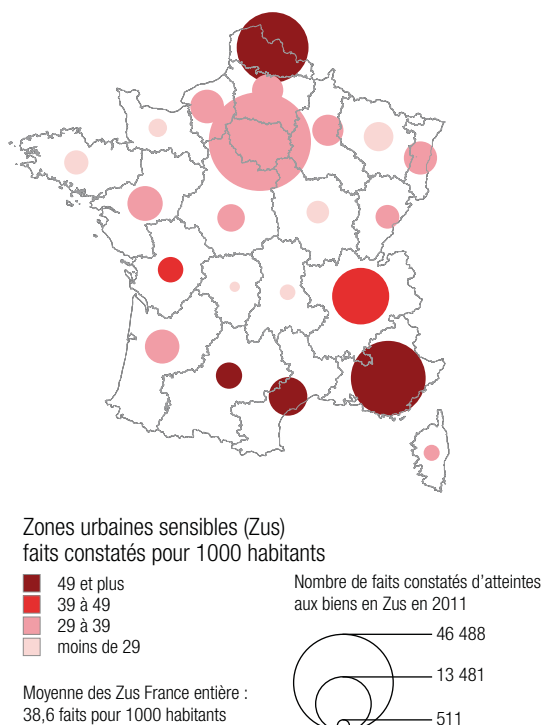 Zones urbaines sensibles (Zus)
faits constatés pour 1000 habitants
49 et plus
39 à 49
29 à 39
moins de 29
Moyenne des Zus France entière :
38,6 faits pour 1000 habitants
Nombre de faits constatés d'atteintes
aux biens en Zus en 2011
46 488
13 481
511